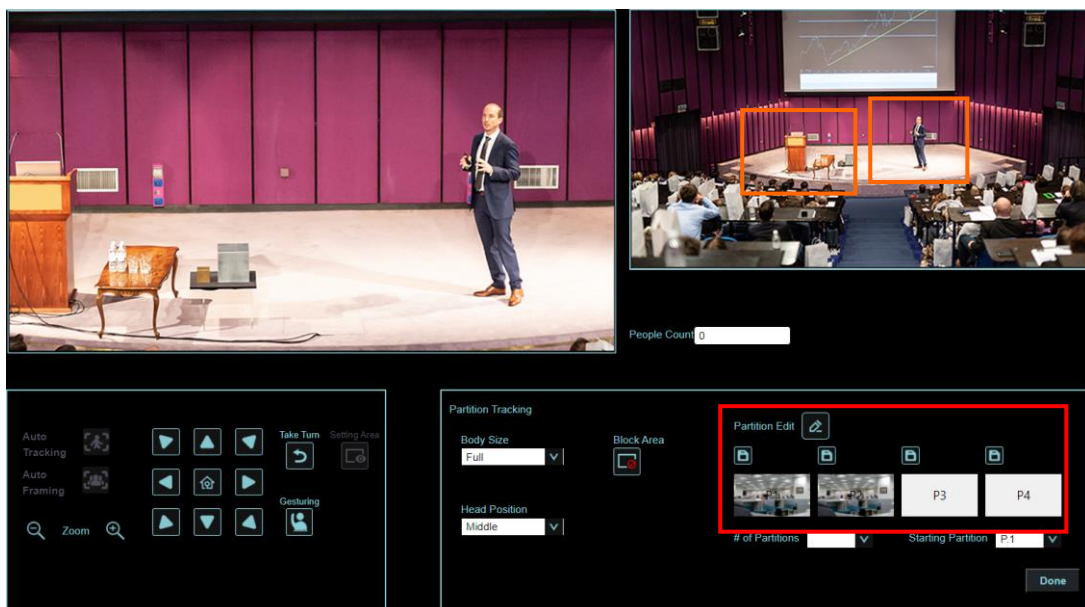 People Count 0
Auto Tracking
Auto Framing
Zoom
Take Turn
Setting Area
Gesturing
Partition Tracking
Body Size
Full
Block Area
Head Position
Middle
Partition Edit
P3
P4
# of Partitions
Starting Partition P.1
Done